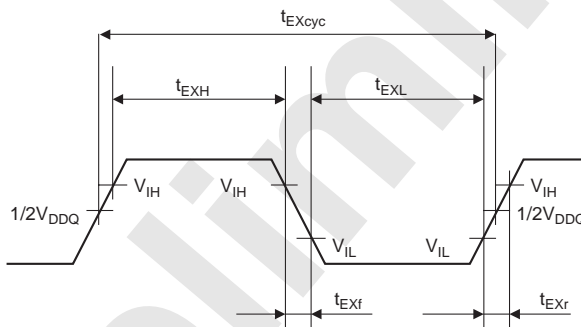 t_EXcyc
t_EXH
t_EXL
V_IH
V_IH
V_IH
1/2V_DDQ
1/2V_DDQ
V_IL
V_IL
t_EXf
t_EXr